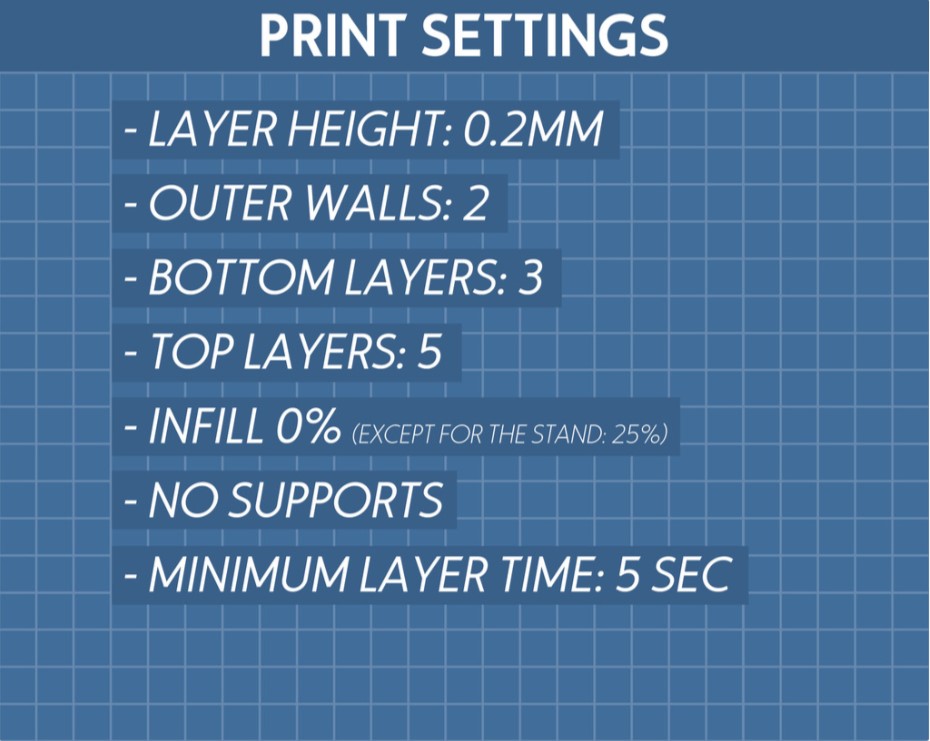 PRINT SETTINGS
- LAYER HEIGHT: 0.2MM
- OUTER WALLS: 2
- BOTTOM LAYERS: 3
- TOP LAYERS: 5
- INFILL 0% (EXCEPT FOR THE STAND: 25%)
- NO SUPPORTS
- MINIMUM LAYER TIME: 5 SEC